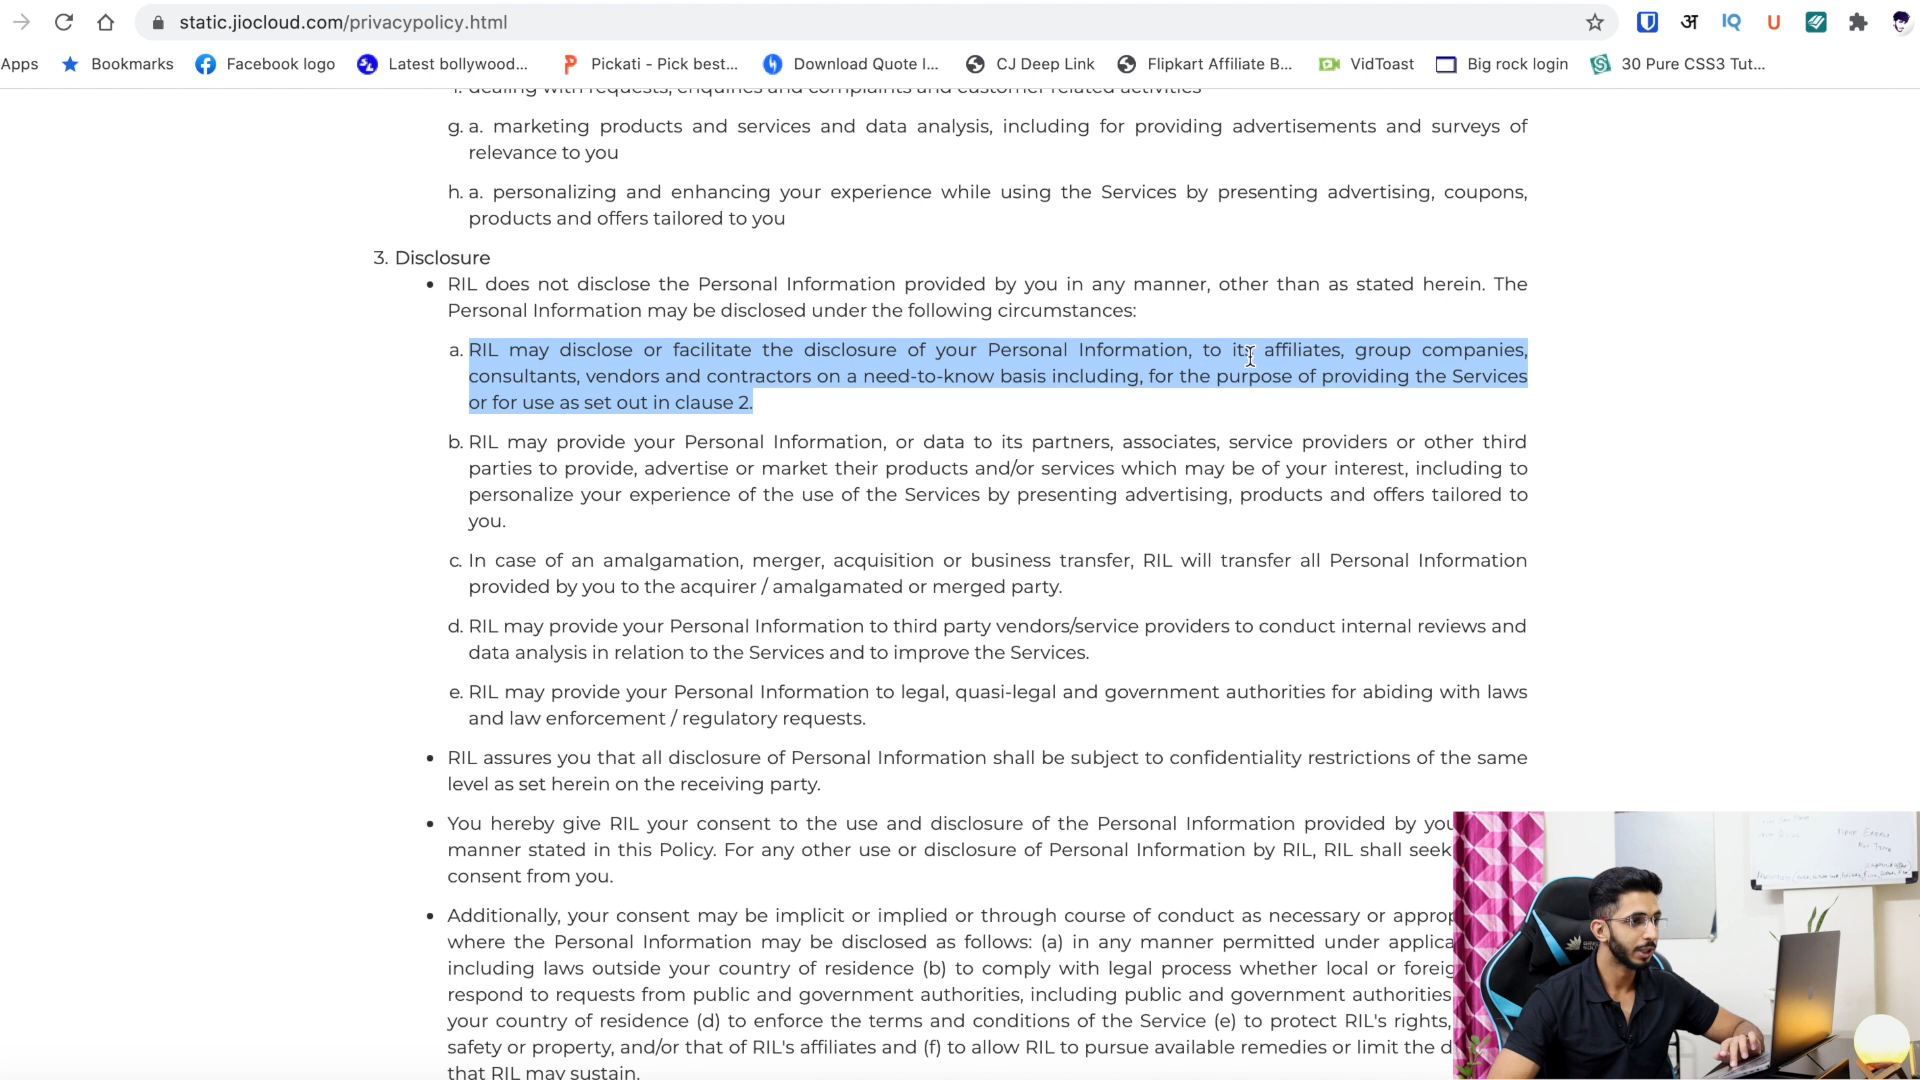 static.jiocloud.com/privacypolicy.html
अ IQ U
Apps Bookmarks Facebook logo Latest bollywood... Pickati - Pick best... Download Quote I... CJ Deep Link Flipkart Affiliate B... VidToast Big rock login 30 Pure CSS3 Tut...
f. dealing with requests, enquiries and complaints and customer related activities
g. a. marketing products and services and data analysis, including for providing advertisements and surveys of
relevance to you
h. a. personalizing and enhancing your experience while using the Services by presenting advertising, coupons,
products and offers tailored to you
3. Disclosure
• RIL does not disclose the Personal Information provided by you in any manner, other than as stated herein. The
Personal Information may be disclosed under the following circumstances:
a. RIL may disclose or facilitate the disclosure of your Personal Information, to its affiliates, group companies,
consultants, vendors and contractors on a need-to-know basis including, for the purpose of providing the Services
or for use as set out in clause 2.
b. RIL may provide your Personal Information, or data to its partners, associates, service providers or other third
parties to provide, advertise or market their products and/or services which may be of your interest, including to
personalize your experience of the use of the Services by presenting advertising, products and offers tailored to
you.
c. In case of an amalgamation, merger, acquisition or business transfer, RIL will transfer all Personal Information
provided by you to the acquirer / amalgamated or merged party.
d. RIL may provide your Personal Information to third party vendors/service providers to conduct internal reviews and
data analysis in relation to the Services and to improve the Services.
e. RIL may provide your Personal Information to legal, quasi-legal and government authorities for abiding with laws
and law enforcement / regulatory requests.
• RIL assures you that all disclosure of Personal Information shall be subject to confidentiality restrictions of the same
level as set herein on the receiving party.
• You hereby give RIL your consent to the use and disclosure of the Personal Information provided by you
manner stated in this Policy. For any other use or disclosure of Personal Information by RIL, RIL shall seek
consent from you.
• Additionally, your consent may be implicit or implied or through course of conduct as necessary or approp
where the Personal Information may be disclosed as follows: (a) in any manner permitted under applica
including laws outside your country of residence (b) to comply with legal process whether local or foreig
respond to requests from public and government authorities, including public and government authorities
your country of residence (d) to enforce the terms and conditions of the Service (e) to protect RIL's rights,
safety or property, and/or that of RIL's affiliates and (f) to allow RIL to pursue available remedies or limit the d
that RIL may sustain.